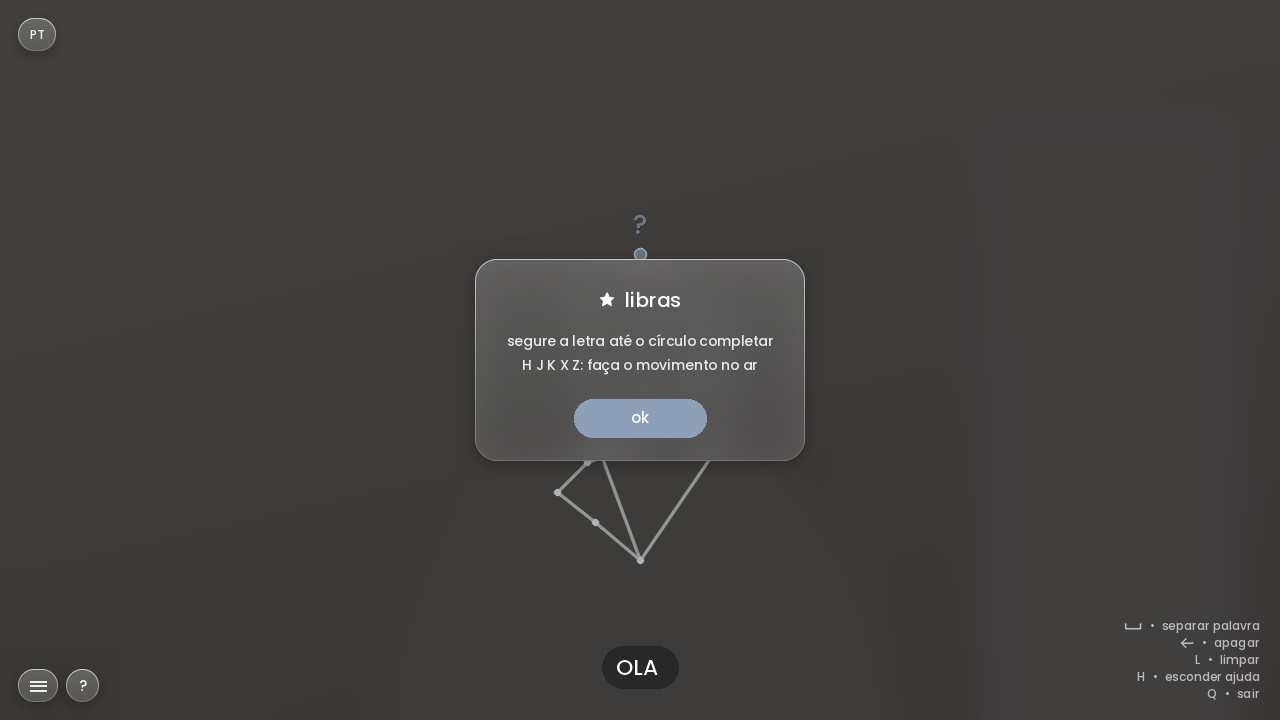 PT
?
libras
segure a letra até o círculo completar
H J K X Z: faça o movimento no ar
ok
OLA
?
• separar palavra
← • apagar
L • limpar
H • esconder ajuda
Q • sair